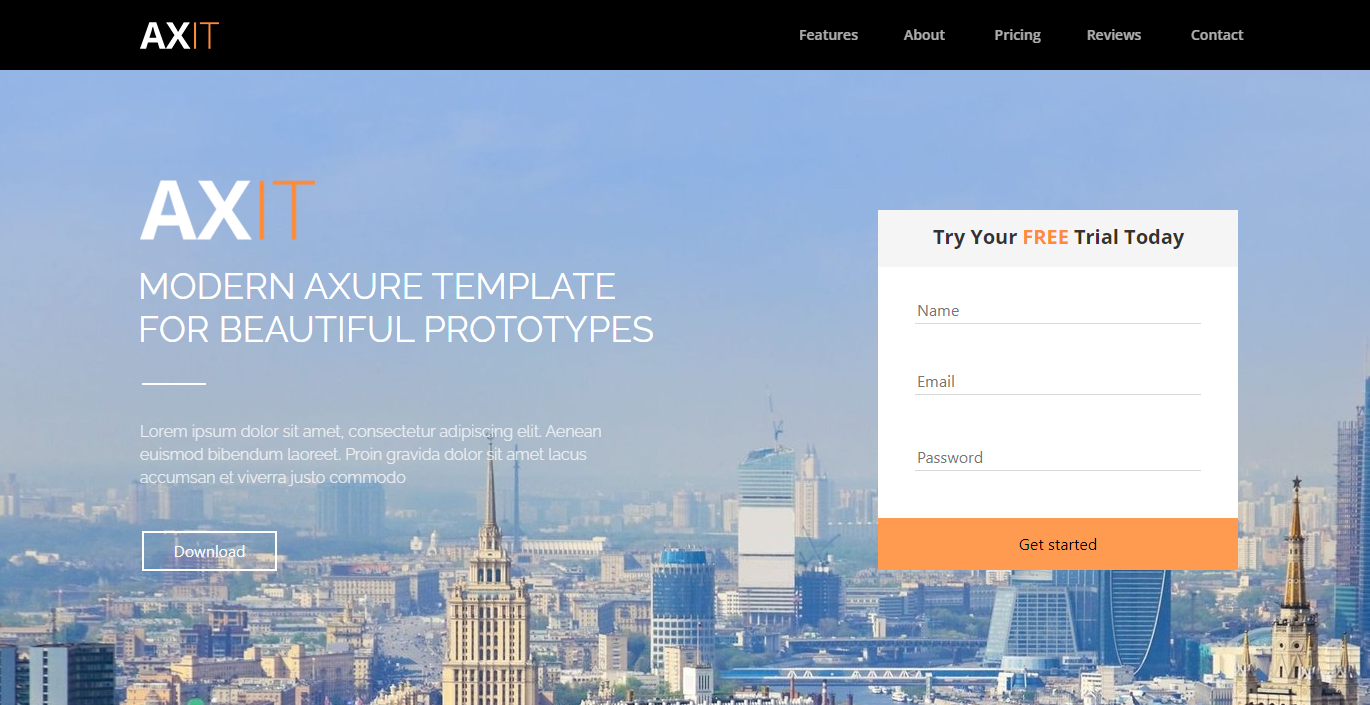 AXIT
Features About Pricing Reviews Contact
AXIT
MODERN AXURE TEMPLATE
FOR BEAUTIFUL PROTOTYPES
Lorem ipsum dolor sit amet, consectetur adipiscing elit. Aenean
euismod bibendum laoreet. Proin gravida dolor sit amet lacus
accumsan et viverra justo commodo
Download
Try Your FREE Trial Today
Name
Email
Password
Get started